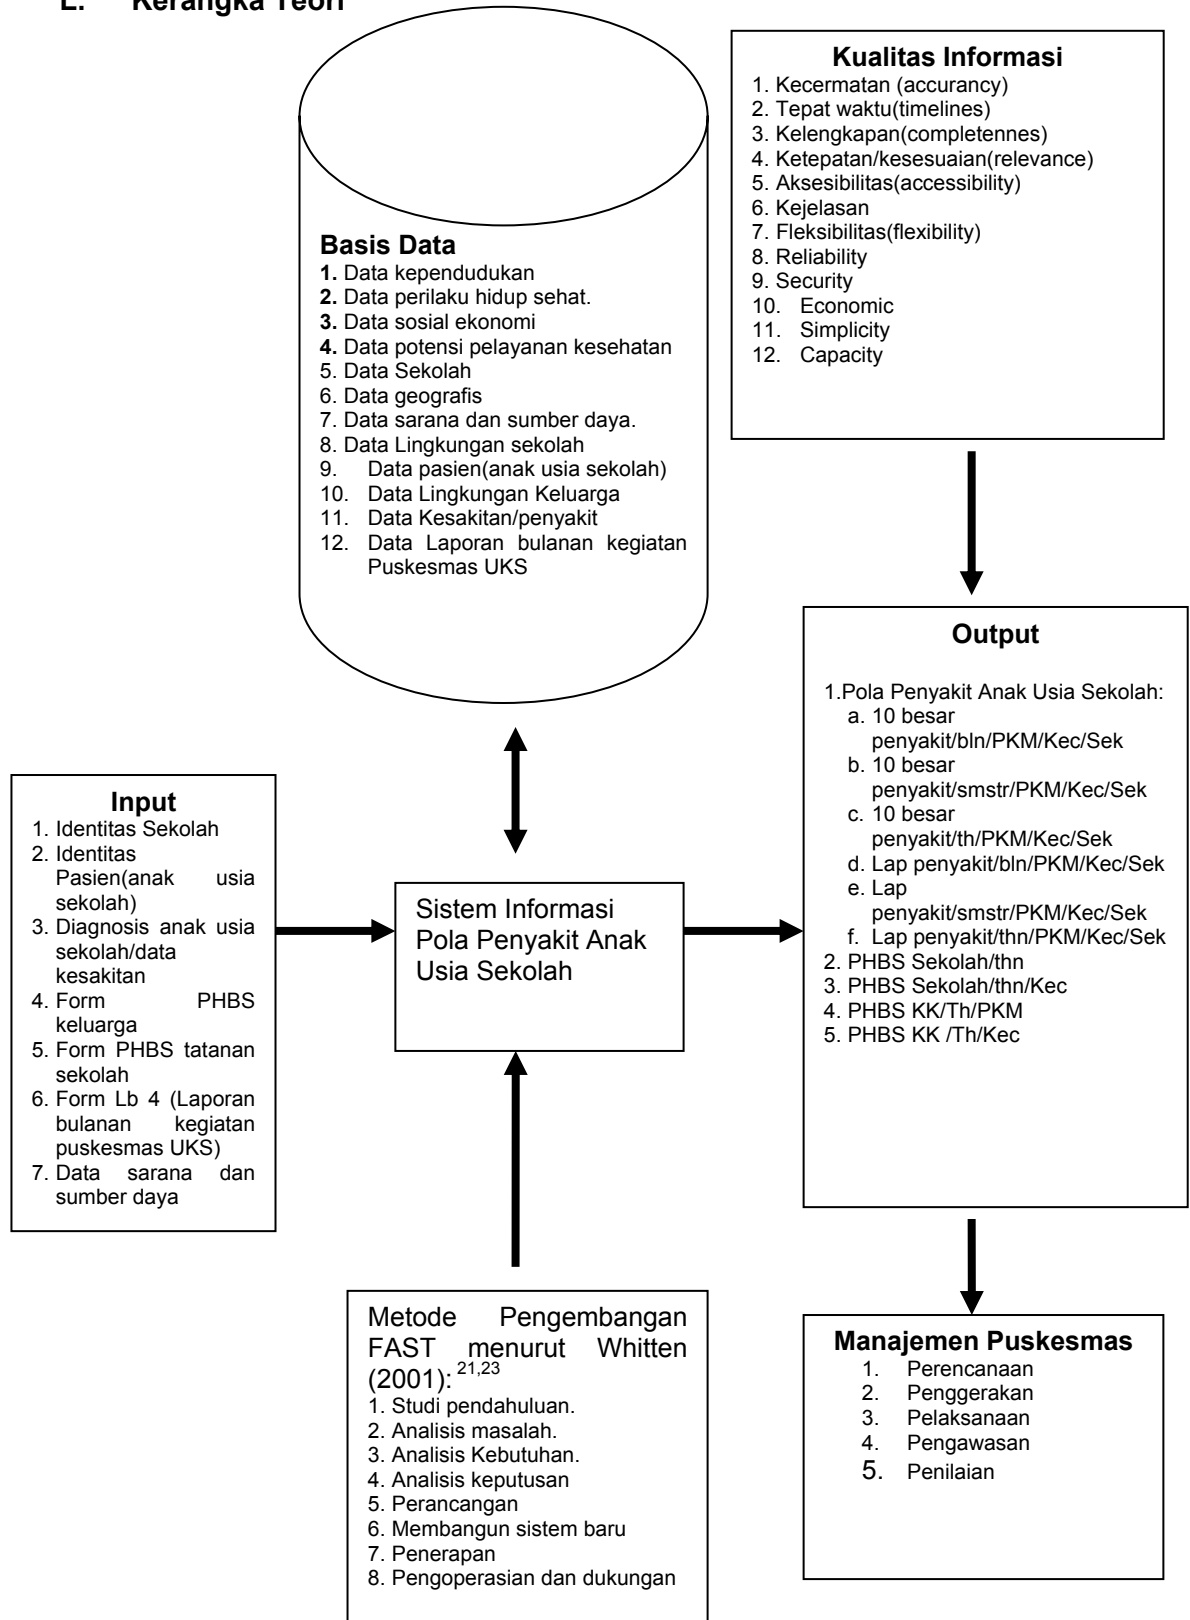 L. Kerangka Teori
Basis Data
1. Data kependudukan
2. Data perilaku hidup sehat.
3. Data sosial ekonomi
4. Data potensi pelayanan kesehatan
5. Data Sekolah
6. Data geografis
7. Data sarana dan sumber daya.
8. Data Lingkungan sekolah
9. Data pasien(anak usia sekolah)
10. Data Lingkungan Keluarga
11. Data Kesakitan/penyakit
12. Data Laporan bulanan kegiatan
Puskesmas UKS
Kualitas Informasi
1. Kecermatan (accurancy)
2. Tepat waktu(timelines)
3. Kelengkapan(completennes)
4. Ketepatan/kesesuaian(relevance)
5. Aksesibilitas(accessibility)
6. Kejelasan
7. Fleksibilitas(flexibility)
8. Reliability
9. Security
10. Economic
11. Simplicity
12. Capacity
Input
1. Identitas Sekolah
2. Identitas
Pasien(anak usia
sekolah)
3. Diagnosis anak usia
sekolah/data
kesakitan
4. Form PHBS
keluarga
5. Form PHBS tatanan
sekolah
6. Form Lb 4 (Laporan
bulanan kegiatan
puskesmas UKS)
7. Data sarana dan
sumber daya
Sistem Informasi
Pola Penyakit Anak
Usia Sekolah
Output
1.Pola Penyakit Anak Usia Sekolah:
a. 10 besar
penyakit/bln/PKM/Kec/Sek
b. 10 besar
penyakit/smstr/PKM/Kec/Sek
c. 10 besar
penyakit/th/PKM/Kec/Sek
d. Lap penyakit/bln/PKM/Kec/Sek
e. Lap
penyakit/smstr/PKM/Kec/Sek
f. Lap penyakit/thn/PKM/Kec/Sek
2. PHBS Sekolah/thn
3. PHBS Sekolah/thn/Kec
4. PHBS KK/Th/PKM
5. PHBS KK /Th/Kec
Metode Pengembangan
FAST menurut Whitten
(2001): 21,23
1. Studi pendahuluan.
2. Analisis masalah.
3. Analisis Kebutuhan.
4. Analisis keputusan
5. Perancangan
6. Membangun sistem baru
7. Penerapan
8. Pengoperasian dan dukungan
Manajemen Puskesmas
1. Perencanaan
2. Penggerakan
3. Pelaksanaan
4. Pengawasan
5. Penilaian